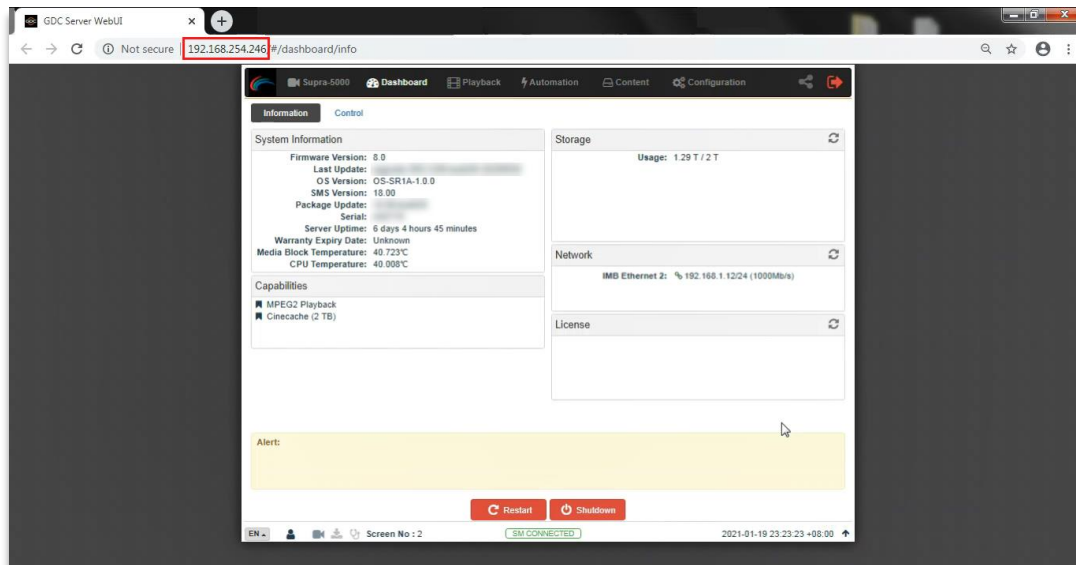 GDC Server WebUI
Not secure 192.168.254.246/#/dashboard/info
Supra-5000 Dashboard Playback Automation Content Configuration
Information Control
System Information
Firmware Version: 8.0
Last Update:
OS Version: OS-SR1A-1.0.0
SMS Version: 18.00
Package Update:
Serial:
Server Uptime: 6 days 4 hours 45 minutes
Warranty Expiry Date: Unknown
Media Block Temperature: 40.723°C
CPU Temperature: 40.008°C
Capabilities
MPEG2 Playback
Cinecache (2 TB)
Storage
Usage: 1.29 T / 2 T
Network
IMB Ethernet 2: 192.168.1.12/24 (1000Mb/s)
License
Alert:
Restart Shutdown
EN Screen No : 2 SM CONNECTED 2021-01-19 23:23:23 +08:00